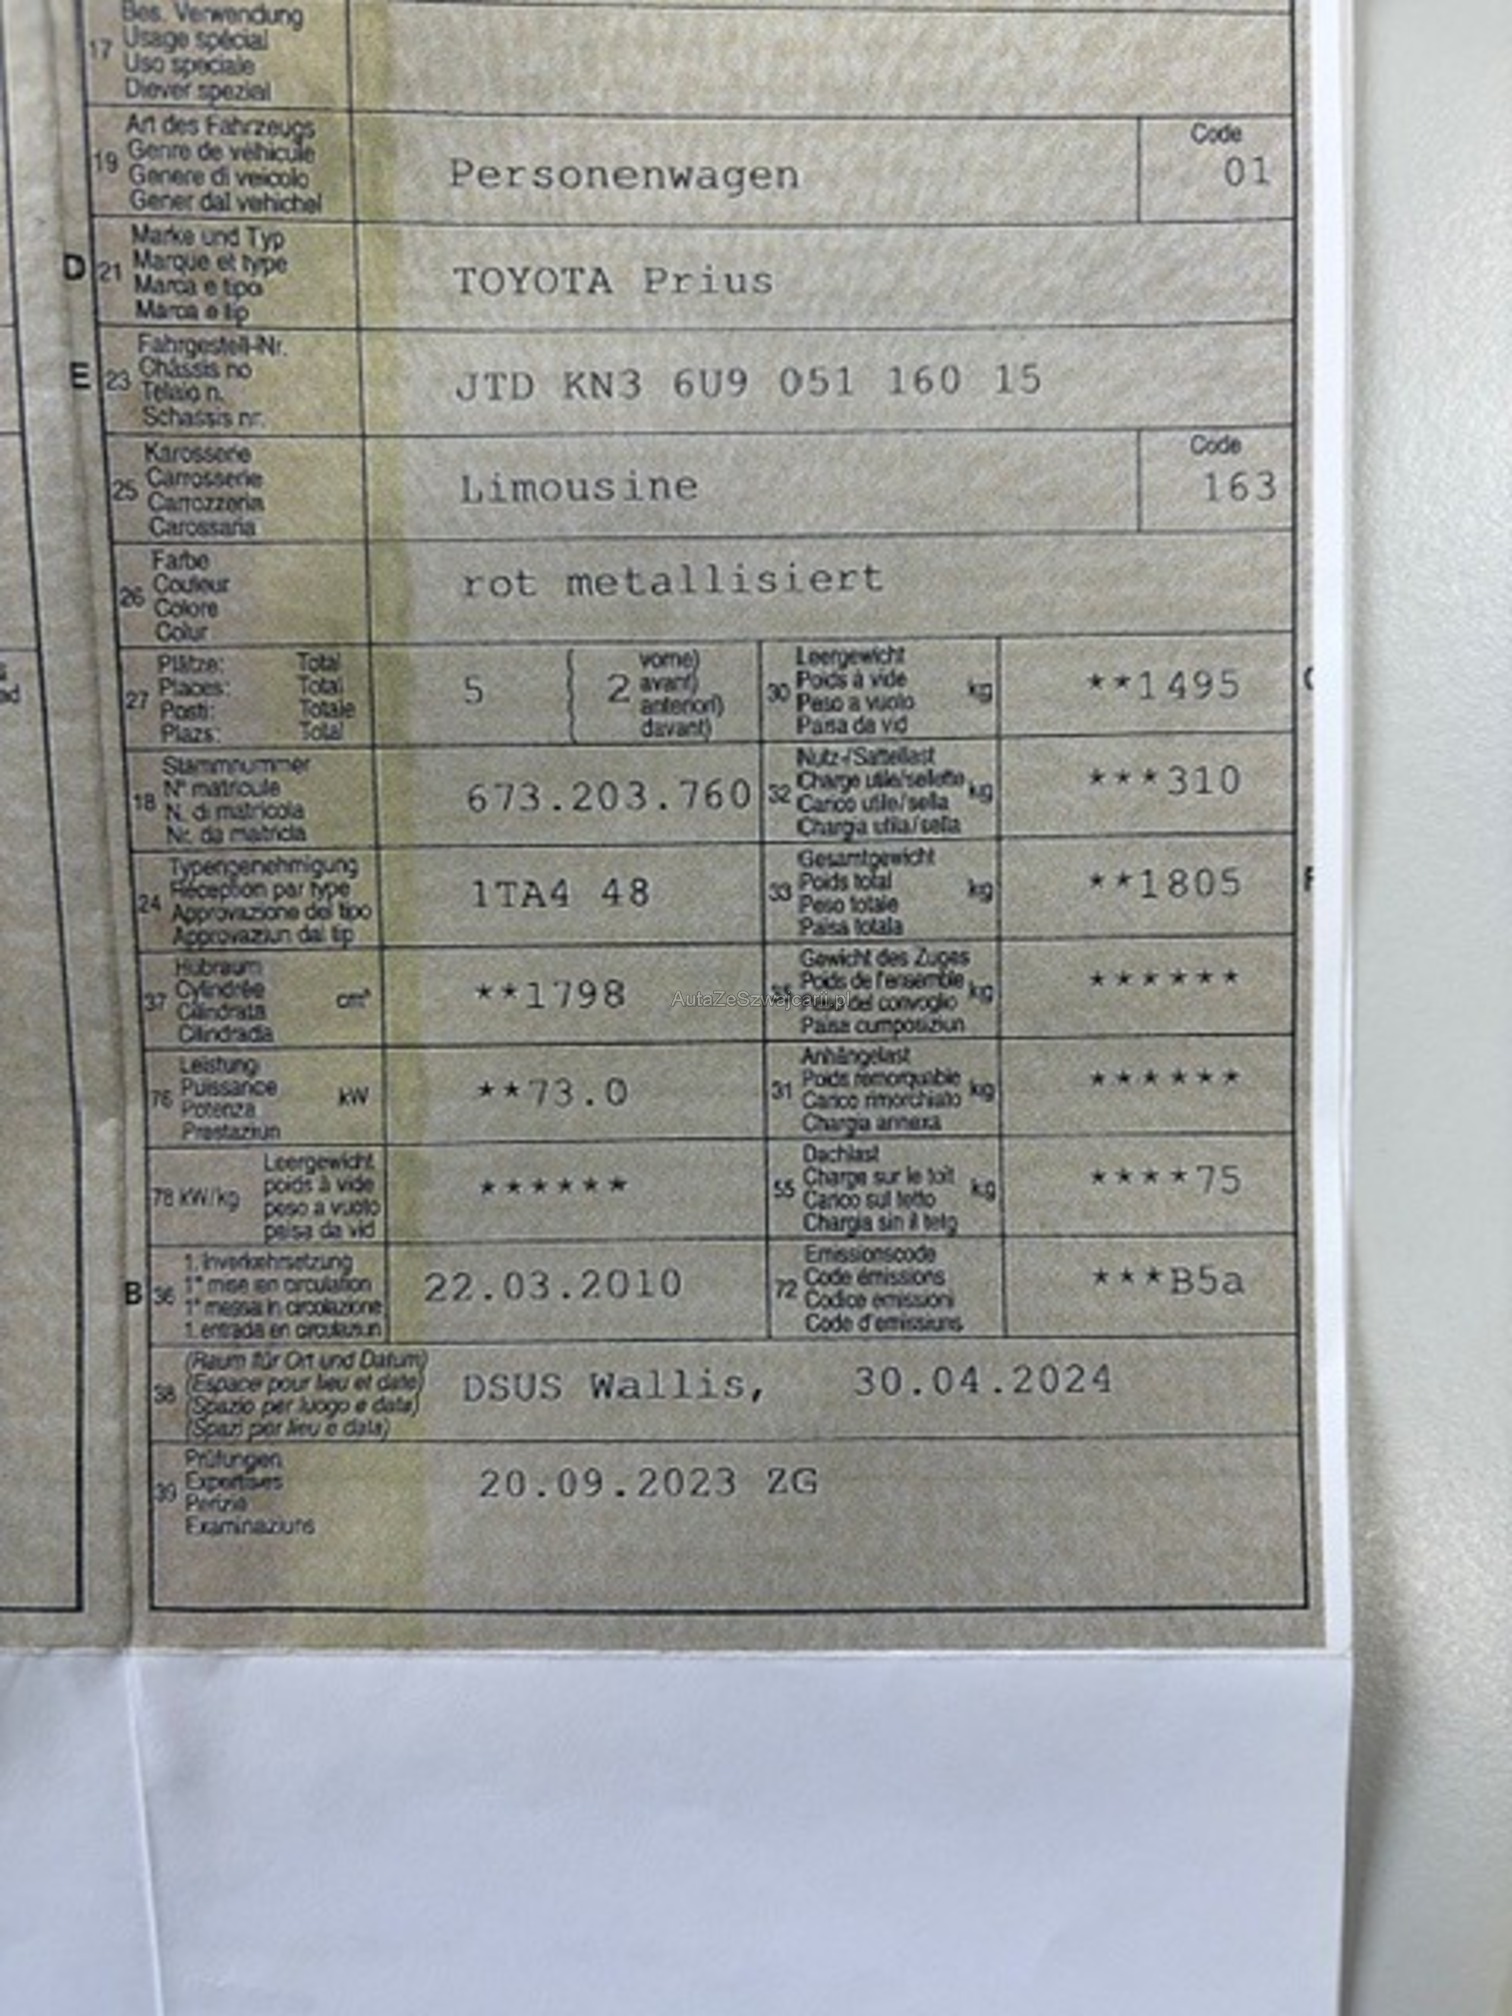 Bes. Verwendung
17 Usage spécial
Uso speciale
Diever spezial
Art des Fahrzeugs
19 Genre de véhicule
Genere di veicolo
Gener dal vehichel
Personenwagen
Code
01
Marke und Typ
D 21 Marque et type
Marca e tipo
Marca e tip
TOYOTA Prius
Fahrgestell-Nr.
E 23 Châssis no
Telaio n.
Schassis nr.
JTD KN3 6U9 051 160 15
Karosserie
25 Carrosserie
Carrozzeria
Carossaria
Limousine
Code
163
Farbe
26 Couleur
Colore
Colur
rot metallisiert
Plätze: Total
27 Places: Total
Posti: Totale
Plazs: Total
5 ( 2 vorne)
avant)
anteriori)
davant)
Leergewicht
30 Poids à vide kg
Peso a vuoto
Paisa da vid
**1495
Stammnummer
18 N° matricule
N. di matricola
Nr. da matricla
673.203.760
Nutz-/Sattellast
32 Charge utile/sellette kg
Carico utile/sella
Chargia utila/sella
***310
Typengenehmigung
24 Réception par type
Approvazione del tipo
Approvaziun dal tip
1TA4 48
Gesamtgewicht
33 Poids total kg
Peso totale
Paisa totala
**1805
Hubraum
37 Cylindrée cm³
Cilindrata
Cilindrada
**1798
Gewicht des Zuges
35 Poids de l'ensemble kg
Peso del convoglio
Paisa cumposiziun
******
AutaZeSzwajcarii.pl
Leistung
76 Puissance kW
Potenza
Prestaziun
**73.0
Anhängelast
31 Poids remorquable kg
Carico rimorchiato
Chargia annexa
******
Leergewicht
78 kW/kg poids à vide
peso a vuoto
paisa da vid
******
Dachlast
55 Charge sur le toit kg
Carico sul tetto
Chargia sin il tetg
****75
1. Inverkehrsetzung
B 36 1re mise en circulation
1a messa in circolazione
1. entrada en circulaziun
22.03.2010
Emissionscode
72 Code émissions
Codice emissioni
Code d'emissiuns
***B5a
(Raum für Ort und Datum)
38 (Espace pour lieu et date)
(Spazio per luogo e data)
(Spazi per lieu e data)
DSUS Wallis, 30.04.2024
Prüfungen
39 Expertises
Perizie
Examinaziuns
20.09.2023 ZG